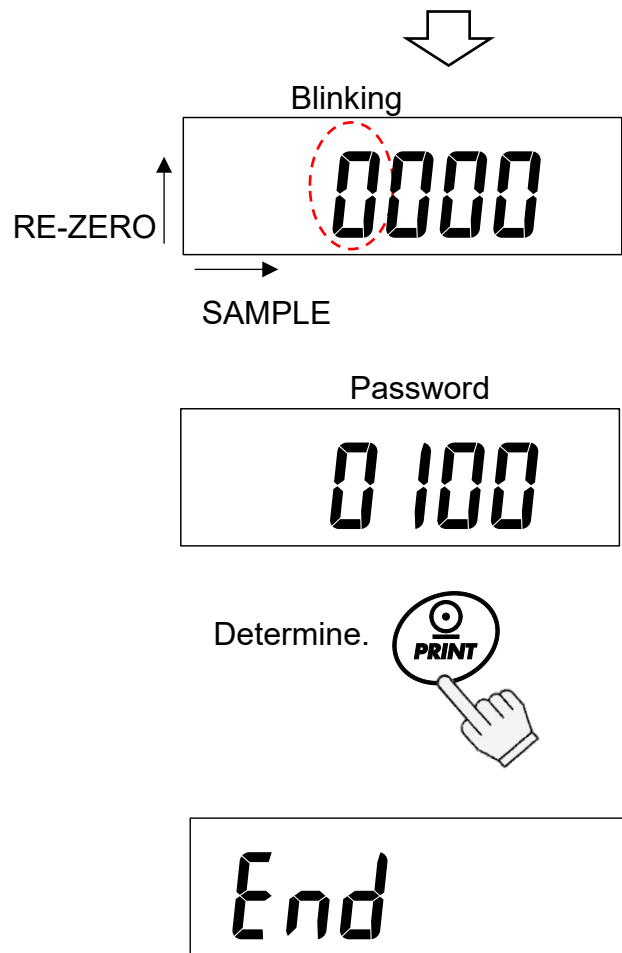 Blinking
0000
RE-ZERO
SAMPLE
Password
0100
Determine.
PRINT
End